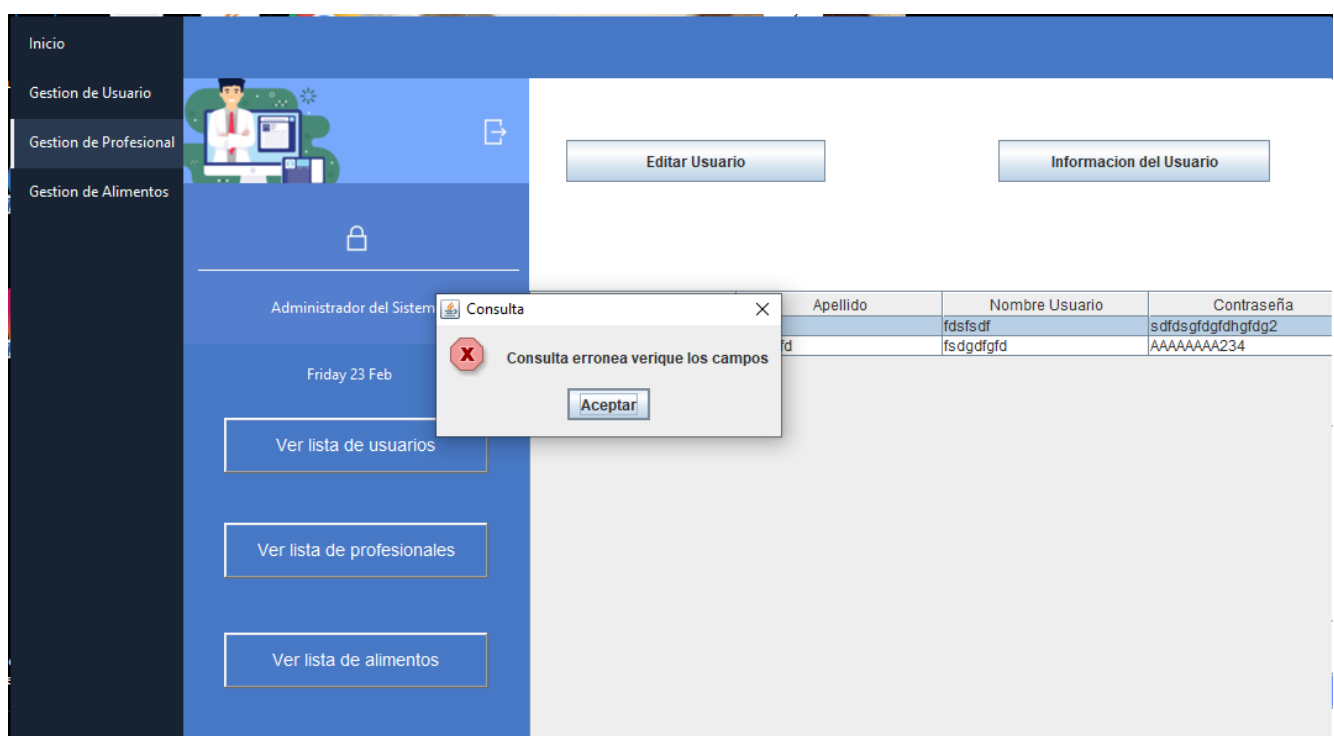 Inicio
Gestion de Usuario
Gestion de Profesional
Gestion de Alimentos
Administrador del Sistem
Friday 23 Feb
Ver lista de usuarios
Ver lista de profesionales
Ver lista de alimentos
Editar Usuario
Informacion del Usuario
Apellido
Nombre Usuario
Contraseña
fdsfsdf
sdfdsgfdgfdhgfdg2
fd
fsdgdfgfd
AAAAAAAA234
Consulta
Consulta erronea verique los campos
Aceptar